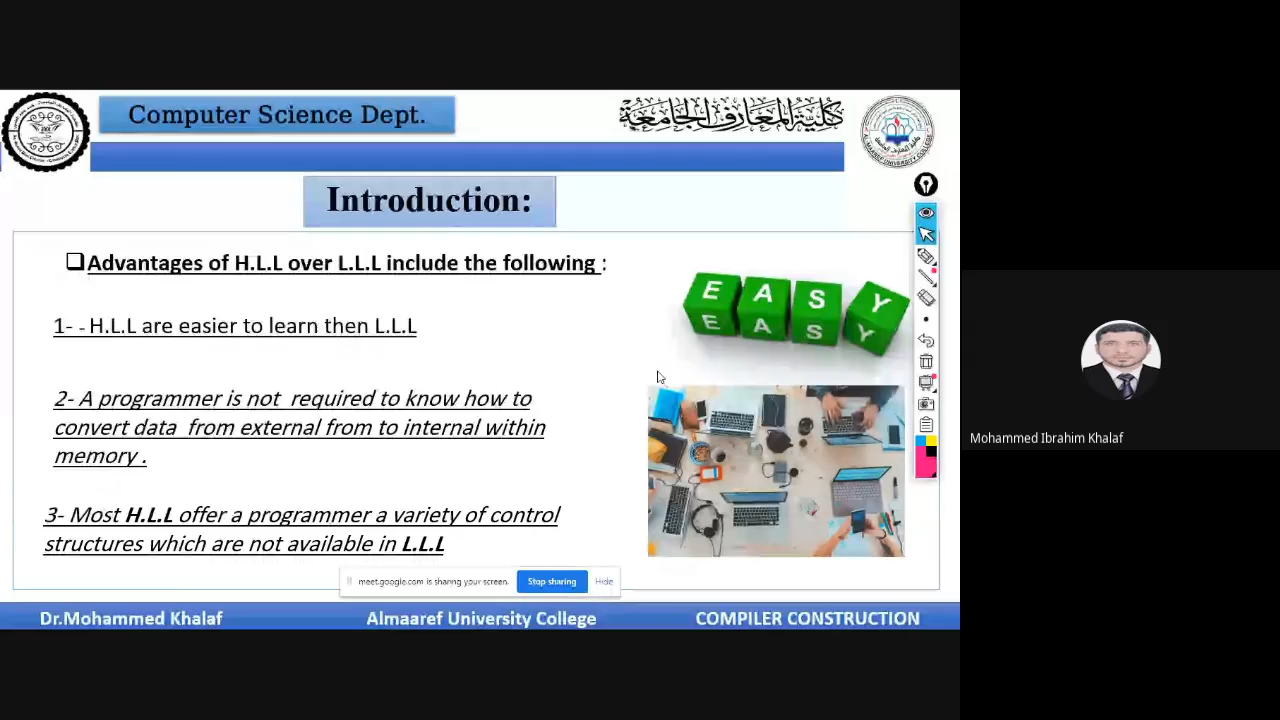 Computer Science Dept.
كلية المعارف الجامعة
Introduction:
Advantages of H.L.L over L.L.L include the following :
1- - H.L.L are easier to learn then L.L.L
2- A programmer is not required to know how to
convert data from external from to internal within
memory .
3- Most H.L.L offer a programmer a variety of control
structures which are not available in L.L.L
E A S Y
E A S Y
meet.google.com is sharing your screen.
Stop sharing
Hide
Dr.Mohammed Khalaf
Almaaref University College
COMPILER CONSTRUCTION
Mohammed Ibrahim Khalaf